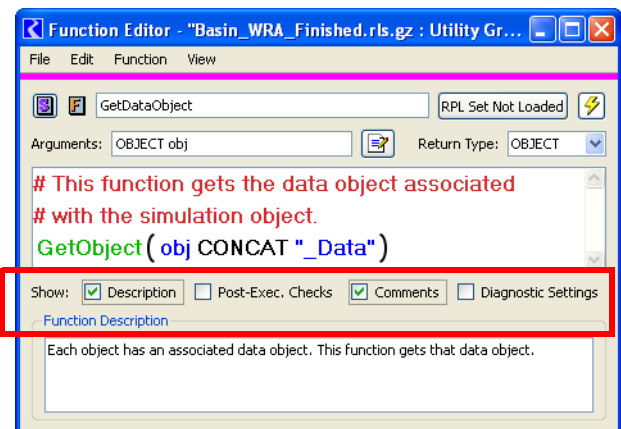 Function Editor - "Basin_WRA_Finished.rls.gz : Utility Gr...
File Edit Function View
S F GetDataObject RPL Set Not Loaded
Arguments: OBJECT obj Return Type: OBJECT
# This function gets the data object associated
# with the simulation object.
GetObject ( obj CONCAT "_Data" )
Show: Description Post-Exec. Checks Comments Diagnostic Settings
Function Description
Each object has an associated data object. This function gets that data object.